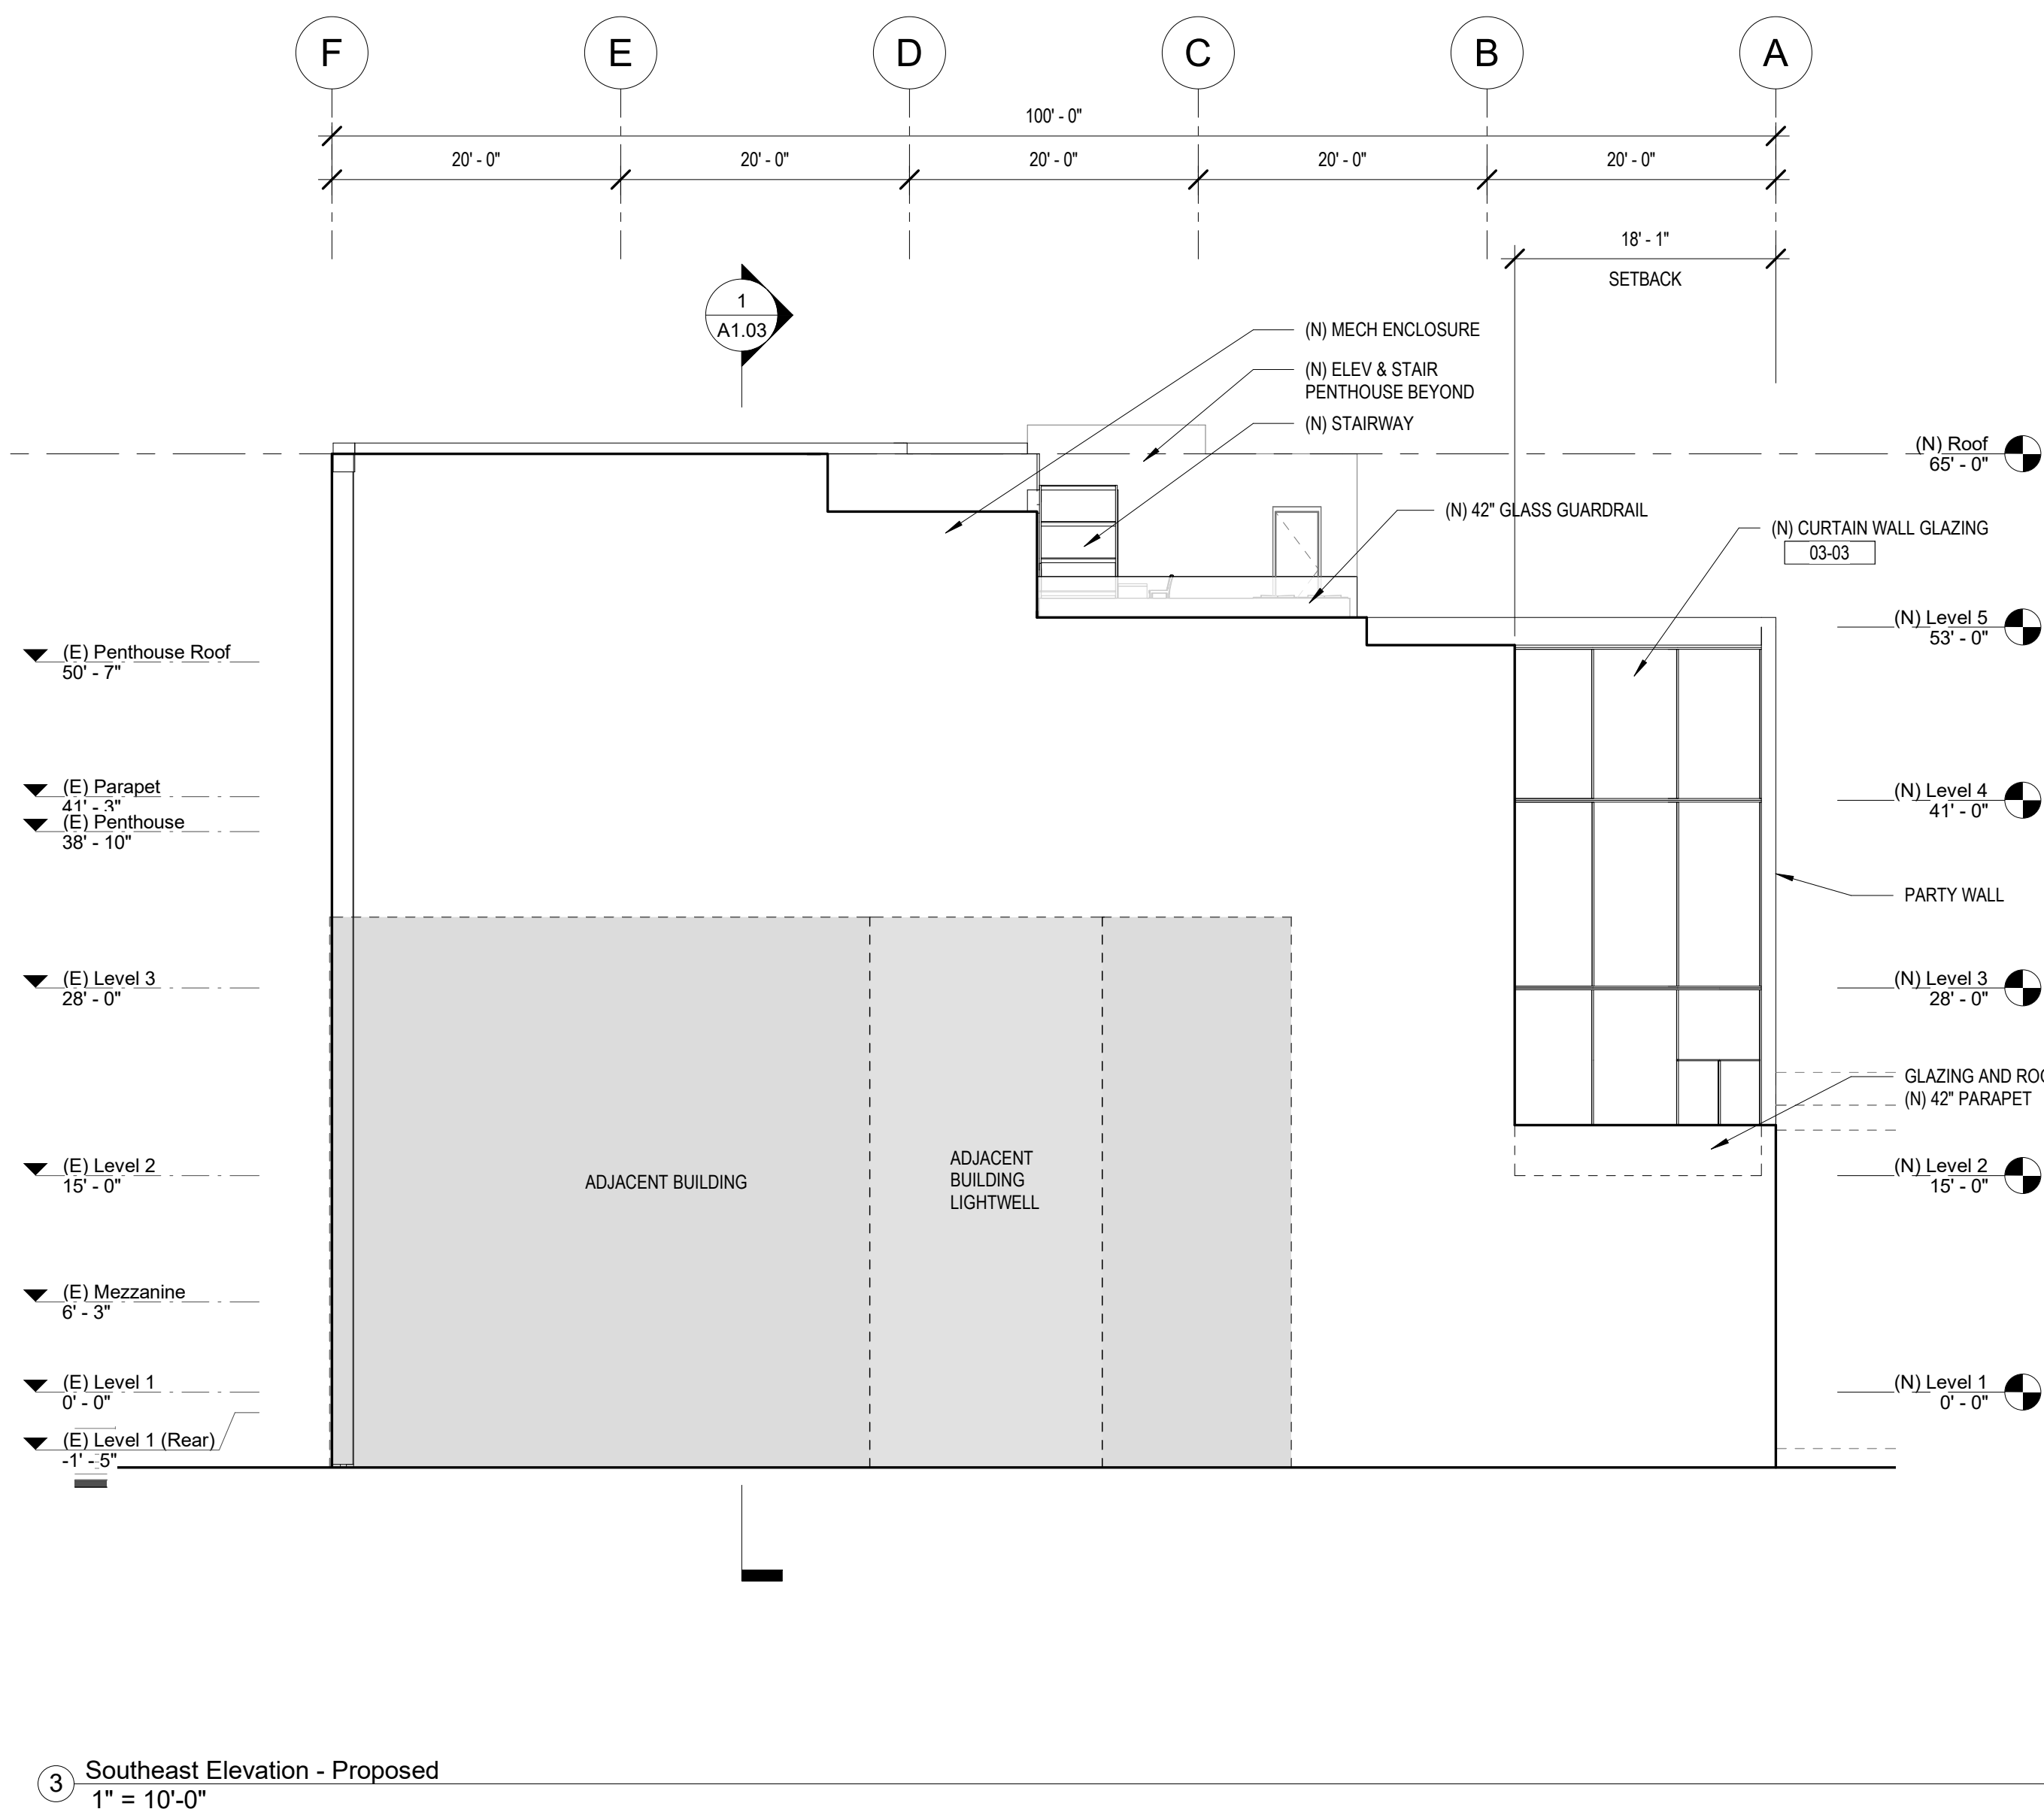 F
E
D
C
B
A
100' - 0"
20' - 0"
20' - 0"
20' - 0"
20' - 0"
20' - 0"
18' - 1"
SETBACK
1
A1.03
(N) MECH ENCLOSURE
(N) ELEV & STAIR
PENTHOUSE BEYOND
(N) STAIRWAY
(N) Roof
65' - 0"
(N) 42" GLASS GUARDRAIL
(N) CURTAIN WALL GLAZING
03-03
(E) Penthouse Roof
50' - 7"
(N) Level 5
53' - 0"
(E) Parapet
41' - 3"
(E) Penthouse
38' - 10"
(N) Level 4
41' - 0"
PARTY WALL
(E) Level 3
28' - 0"
(N) Level 3
28' - 0"
GLAZING AND
(N) 42" PARAPET
(E) Level 2
15' - 0"
ADJACENT BUILDING
ADJACENT
BUILDING
LIGHTWELL
(N) Level 2
15' - 0"
(E) Mezzanine
6' - 3"
(E) Level 1
0' - 0"
(N) Level 1
0' - 0"
(E) Level 1 (Rear)
-1' - 5"
3
Southeast Elevation - Proposed
1" = 10'-0"